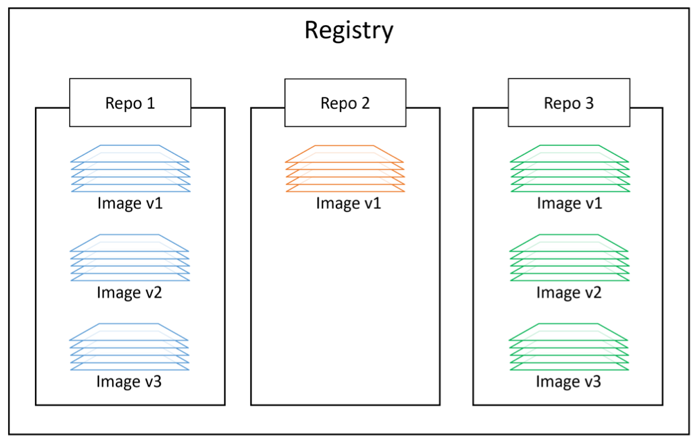 Registry
Repo 1
Image v1
Image v2
Image v3
Repo 2
Image v1
Repo 3
Image v1
Image v2
Image v3